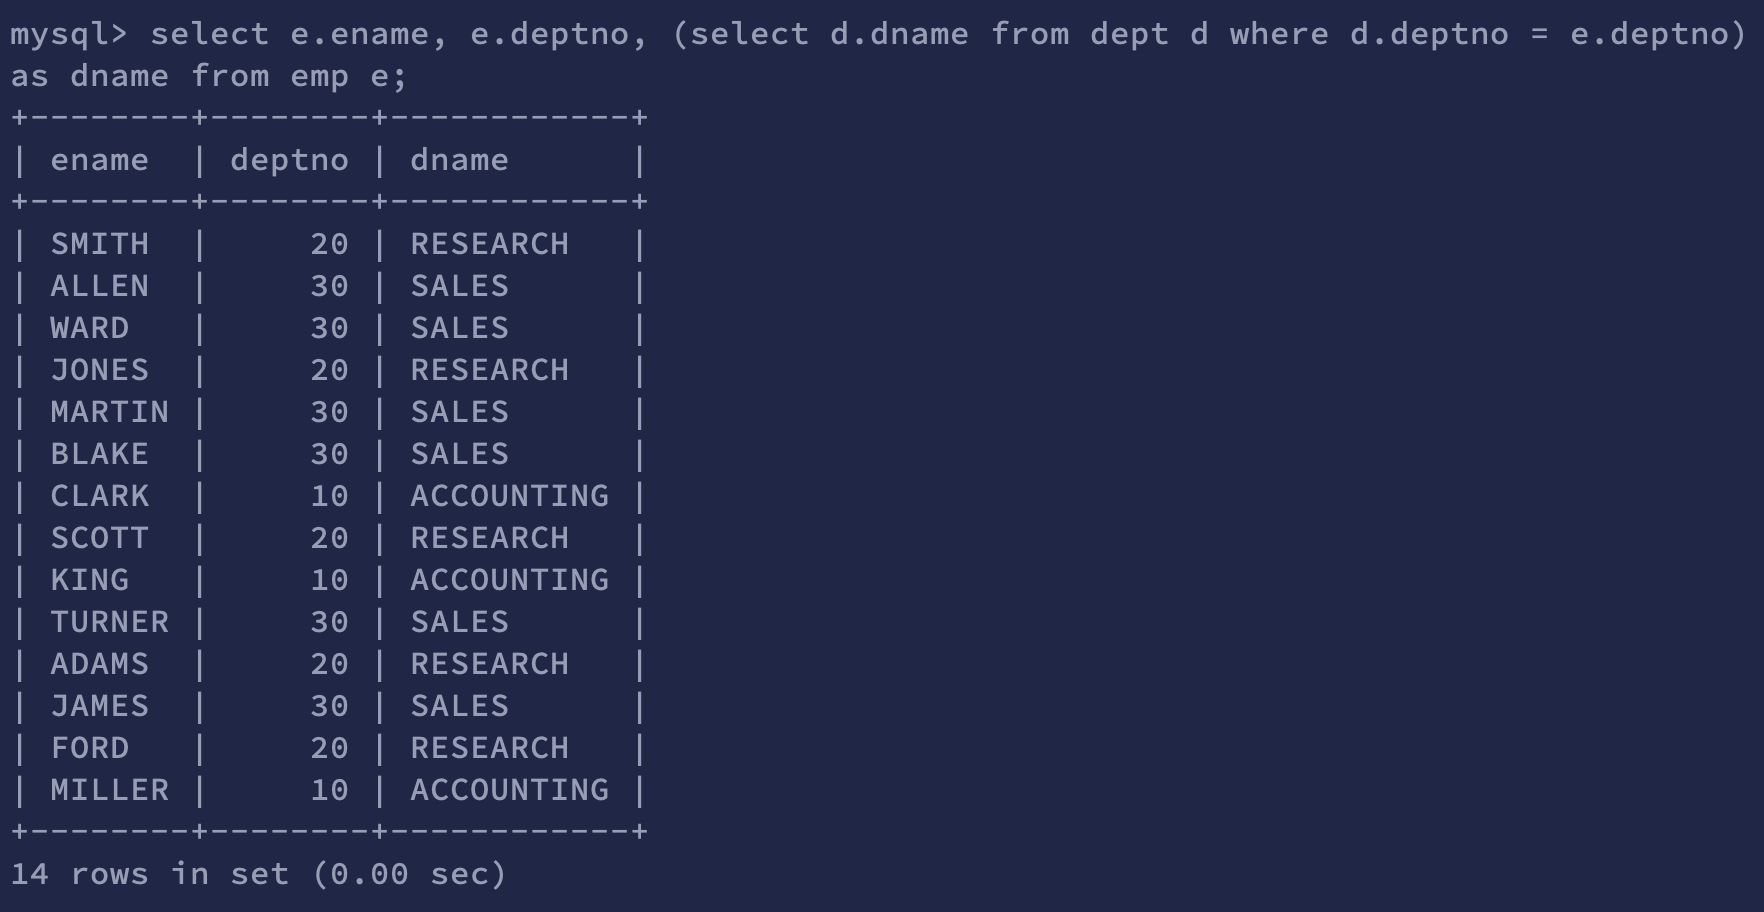 mysql> select e.ename, e.deptno, (select d.dname from dept d where d.deptno = e.deptno)
as dname from emp e;
+--------+--------+------------+
| ename  | deptno | dname      |
+--------+--------+------------+
| SMITH  |     20 | RESEARCH   |
| ALLEN  |     30 | SALES      |
| WARD   |     30 | SALES      |
| JONES  |     20 | RESEARCH   |
| MARTIN |     30 | SALES      |
| BLAKE  |     30 | SALES      |
| CLARK  |     10 | ACCOUNTING |
| SCOTT  |     20 | RESEARCH   |
| KING   |     10 | ACCOUNTING |
| TURNER |     30 | SALES      |
| ADAMS  |     20 | RESEARCH   |
| JAMES  |     30 | SALES      |
| FORD   |     20 | RESEARCH   |
| MILLER |     10 | ACCOUNTING |
+--------+--------+------------+
14 rows in set (0.00 sec)